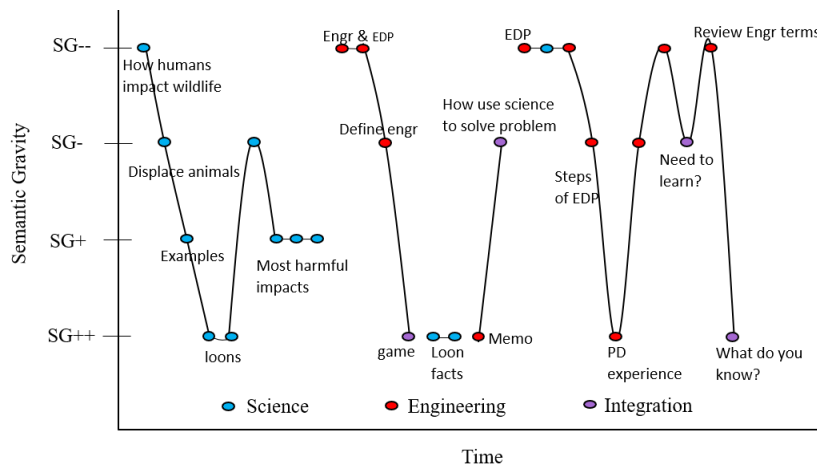 SG--
SG-
SG+
SG++
Semantic Gravity
How humans
impact wildlife
Displace animals
Examples
loons
Most harmful
impacts
Engr & EDP
Define engr
game
Loon
facts
Memo
How use science
to solve problem
EDP
Steps
of EDP
PD
experience
Need to
learn?
Review Engr terms
What do you
know?
Science
Engineering
Integration
Time